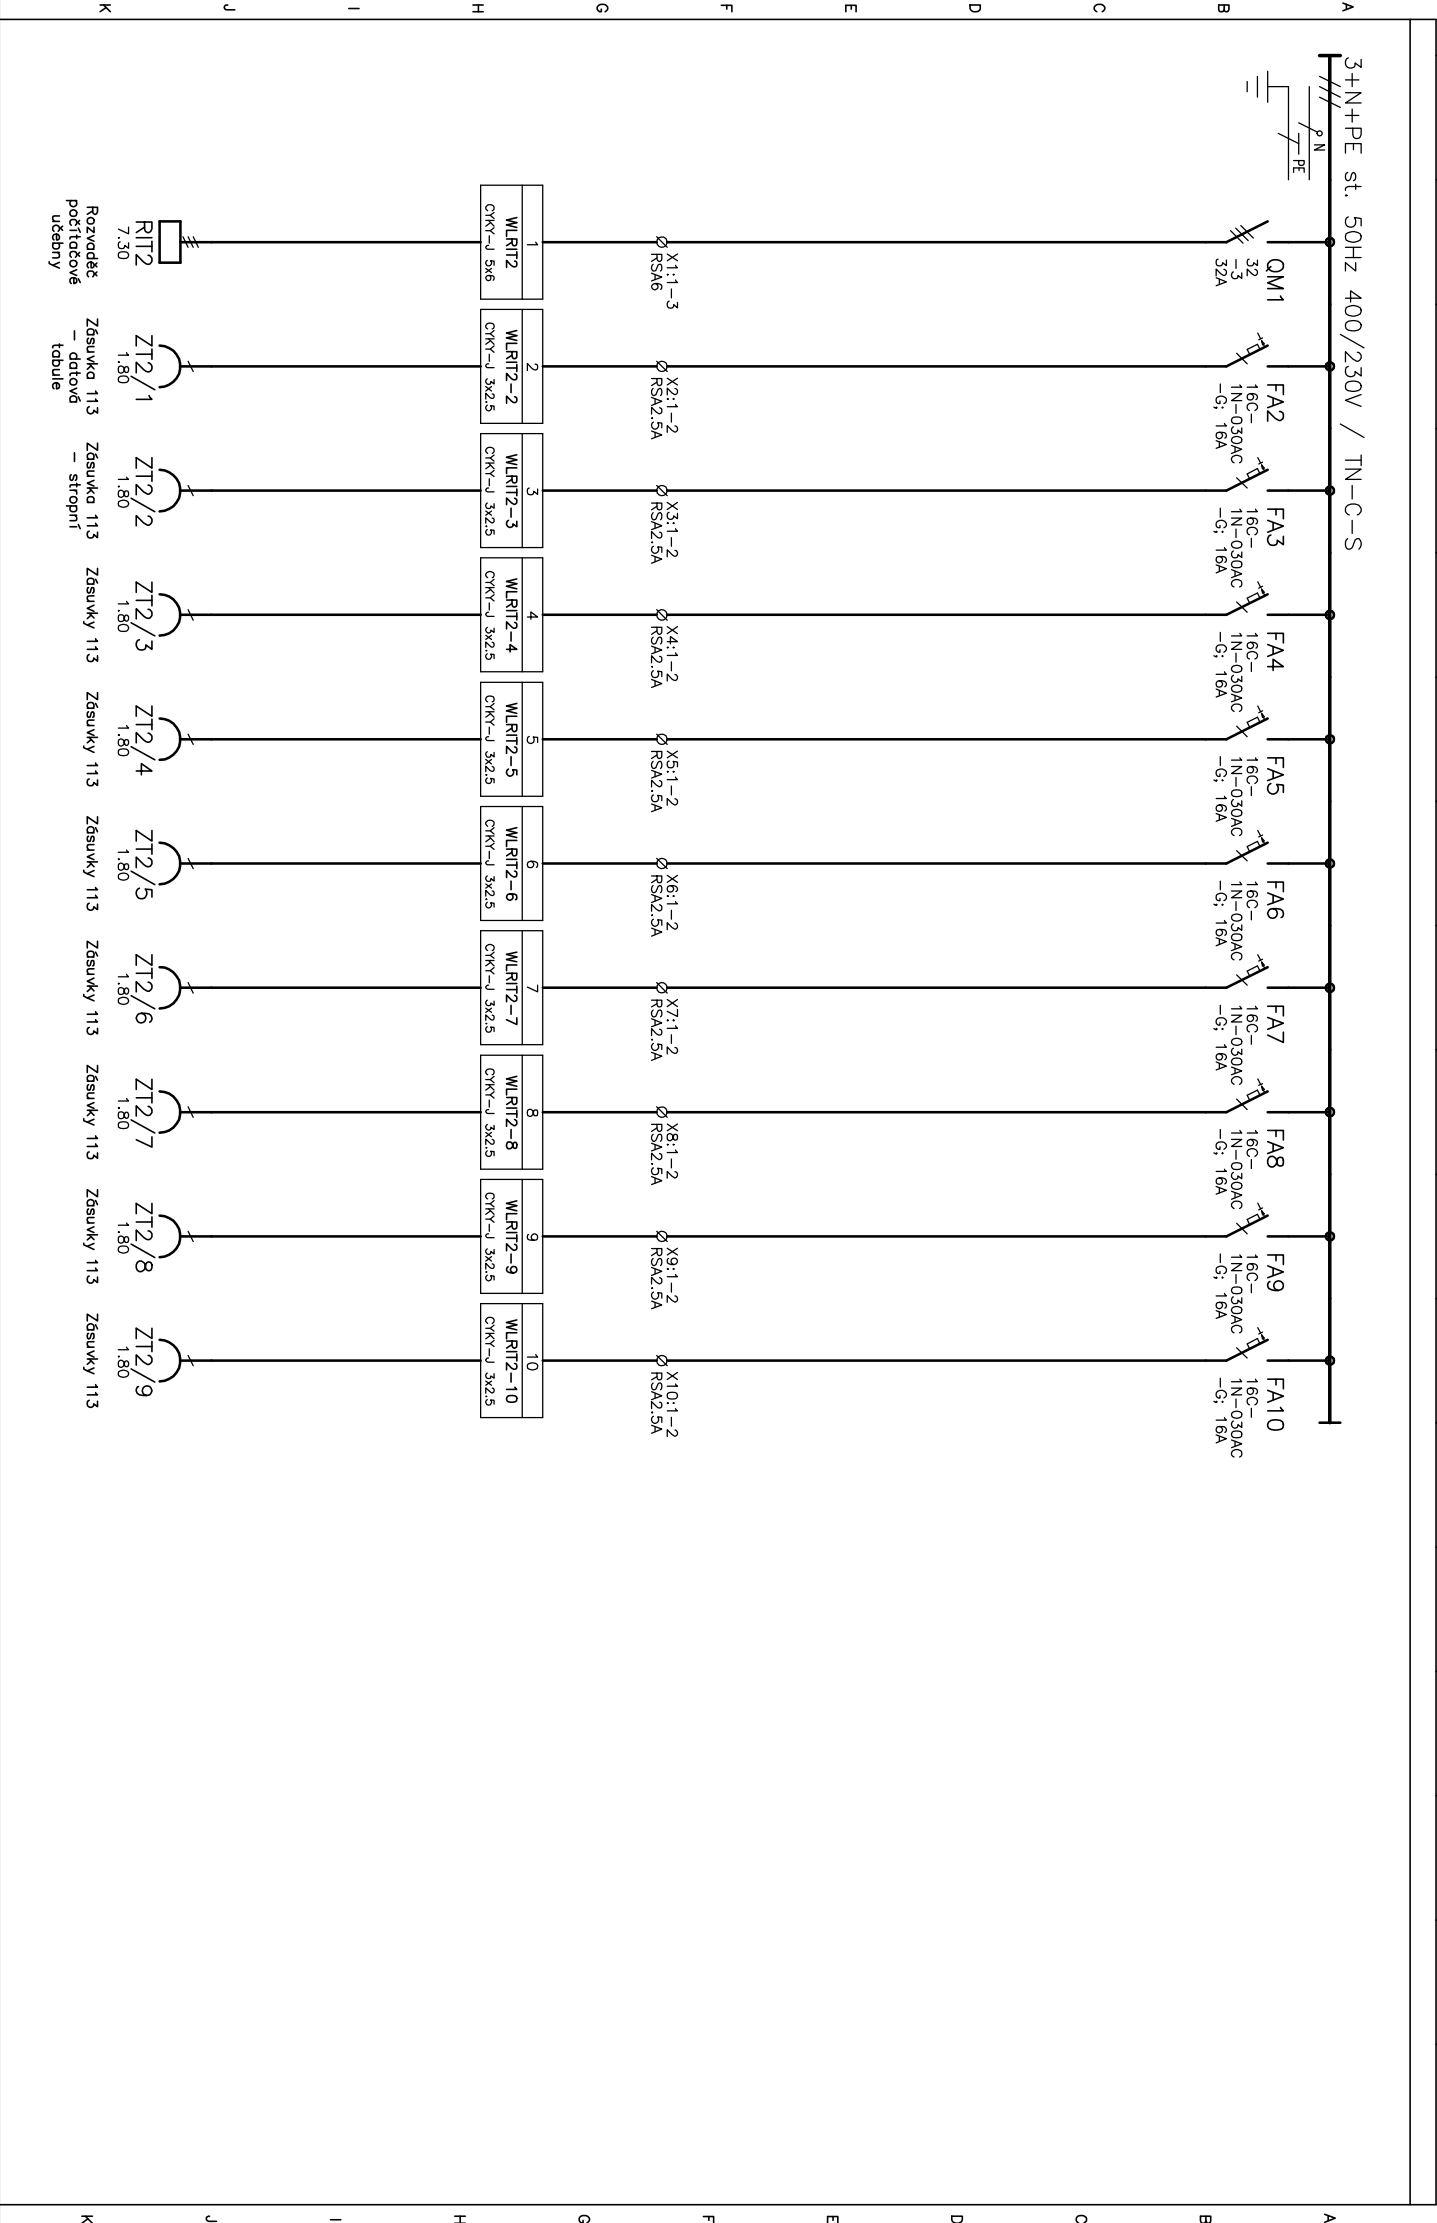 A
B
C
D
E
F
G
H
I
J
K
3+N+PE st. 50Hz 400/230V / TN-C-S
N
PE
QM1
32
-3
32A
FA2
16C-
1N-030AC
-G; 16A
FA3
16C-
1N-030AC
-G; 16A
FA4
16C-
1N-030AC
-G; 16A
FA5
16C-
1N-030AC
-G; 16A
FA6
16C-
1N-030AC
-G; 16A
FA7
16C-
1N-030AC
-G; 16A
FA8
16C-
1N-030AC
-G; 16A
FA9
16C-
1N-030AC
-G; 16A
FA10
16C-
1N-030AC
-G; 16A
X1:1-3
RSA6
X2:1-2
RSA2.5A
X3:1-2
RSA2.5A
X4:1-2
RSA2.5A
X5:1-2
RSA2.5A
X6:1-2
RSA2.5A
X7:1-2
RSA2.5A
X8:1-2
RSA2.5A
X9:1-2
RSA2.5A
X10:1-2
RSA2.5A
1
WLRIT2
CYKY-J 5x6
2
WLRIT2-2
CYKY-J 3x2.5
3
WLRIT2-3
CYKY-J 3x2.5
4
WLRIT2-4
CYKY-J 3x2.5
5
WLRIT2-5
CYKY-J 3x2.5
6
WLRIT2-6
CYKY-J 3x2.5
7
WLRIT2-7
CYKY-J 3x2.5
8
WLRIT2-8
CYKY-J 3x2.5
9
WLRIT2-9
CYKY-J 3x2.5
10
WLRIT2-10
CYKY-J 3x2.5
RIT2
7.30
Rozvaděč
počítačové
učebny
ZT2/1
1.80
Zásuvka 113
- datová
tabule
ZT2/2
1.80
Zásuvka 113
- stropní
ZT2/3
1.80
Zásuvky 113
ZT2/4
1.80
Zásuvky 113
ZT2/5
1.80
Zásuvky 113
ZT2/6
1.80
Zásuvky 113
ZT2/7
1.80
Zásuvky 113
ZT2/8
1.80
Zásuvky 113
ZT2/9
1.80
Zásuvky 113
A
B
C
D
E
F
G
H
I
J
K